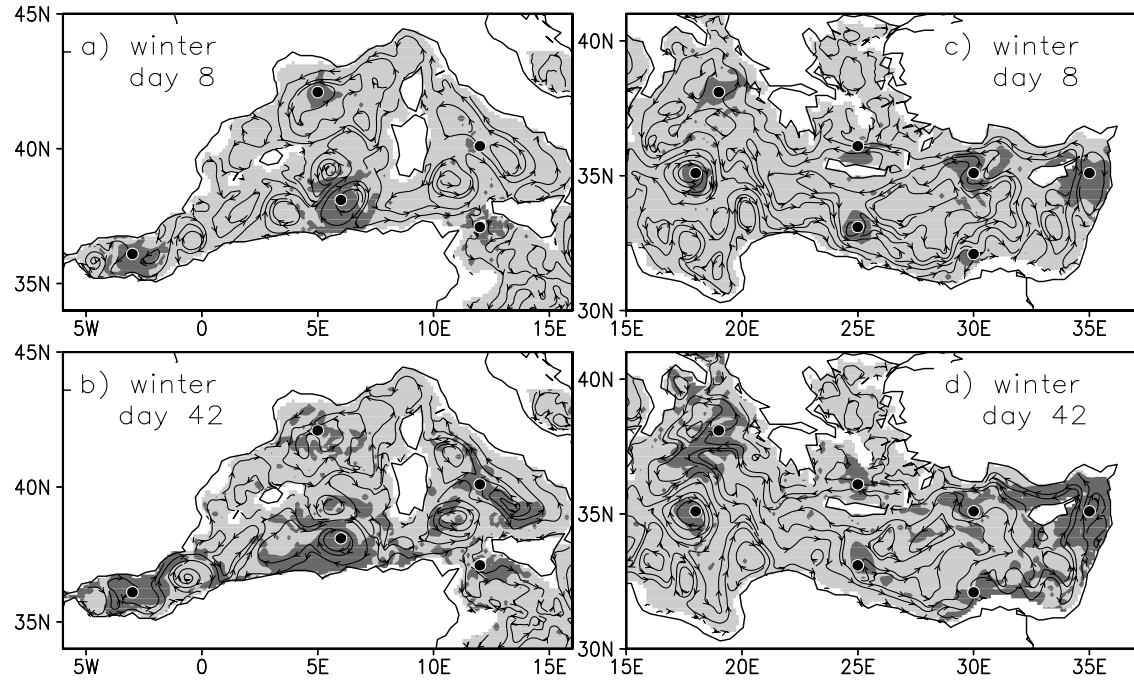 45N
a) winter
day 8
40N
35N
5W 0 5E 10E 15E
c) winter
day 8
40N
35N
30N
15E 20E 25E 30E 35E
45N
b) winter
day 42
40N
35N
5W 0 5E 10E 15E
d) winter
day 42
40N
35N
30N
15E 20E 25E 30E 35E